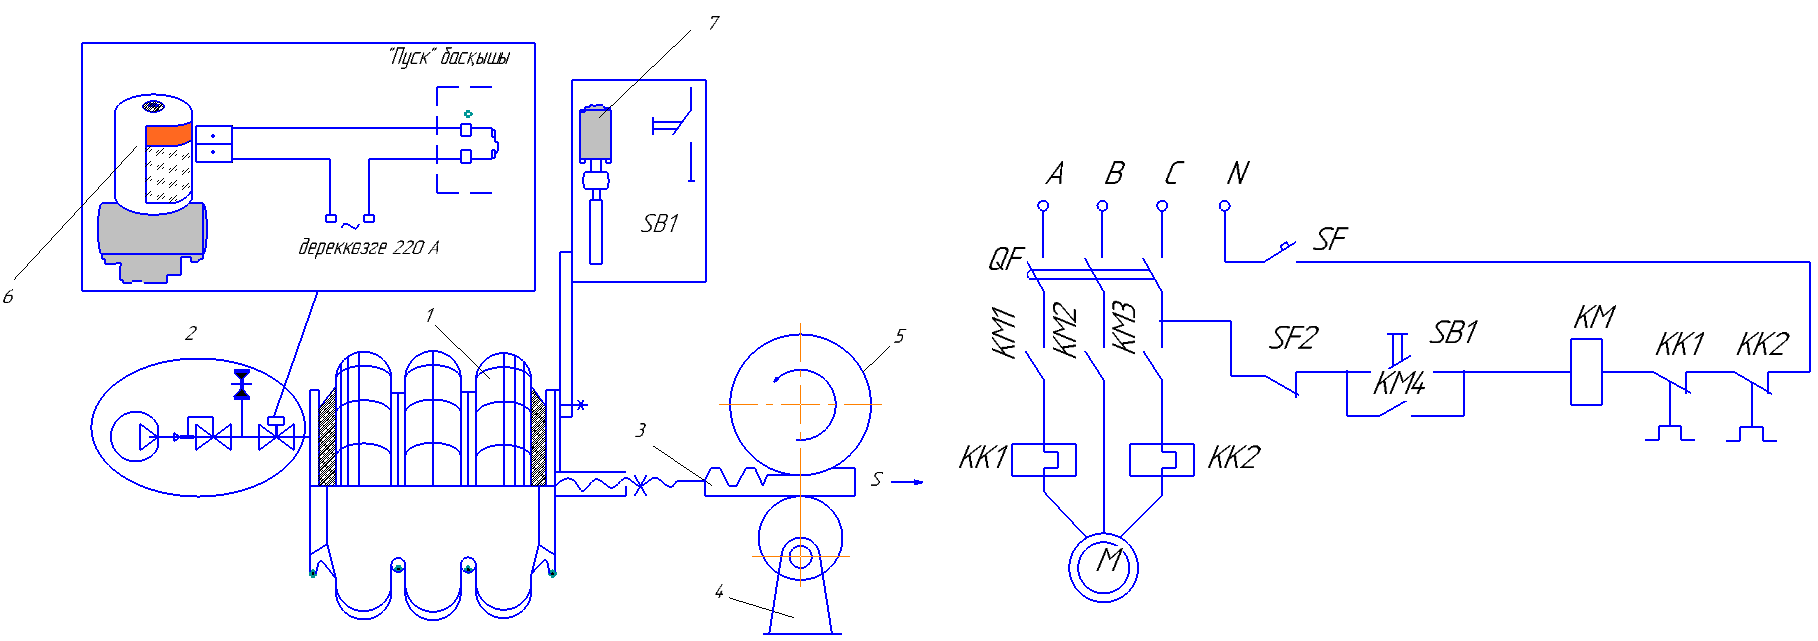 7
"Пуск" басқышы
6
дереккөзге 220 А
SB1
2
1
3
5
S
4
A B C N
QF
SF
KM1 KM2 KM3
SF2
SB1
KM4
KM
KK1 KK2
KK1 KK2
M